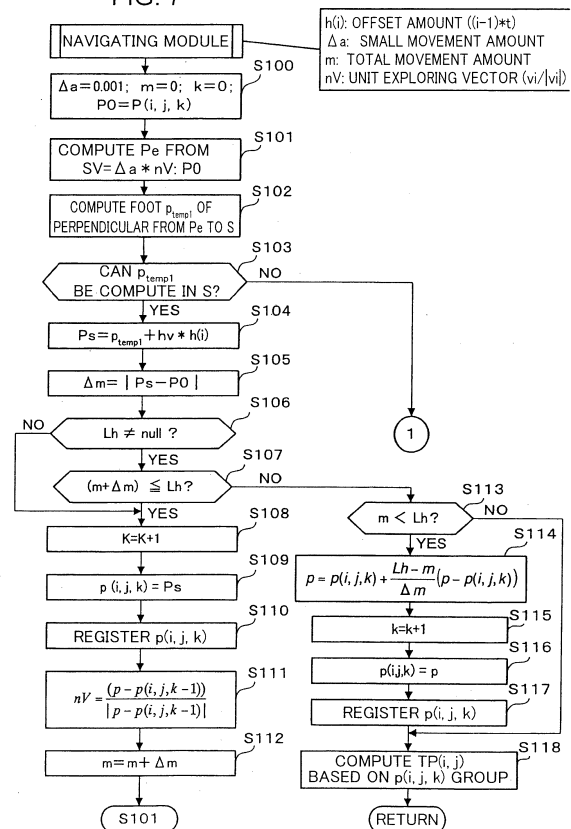 FIG. 7
h(i): OFFSET AMOUNT ((i-1)*t)
Δa: SMALL MOVEMENT AMOUNT
m: TOTAL MOVEMENT AMOUNT
nV: UNIT EXPLORING VECTOR (vi/|vi|)
NAVIGATING MODULE
S100
Δa=0.001; m=0; k=0;
P0=P(i, j, k)
S101
COMPUTE Pe FROM
SV=Δa*nV: P0
S102
COMPUTE FOOT p_temp1 OF
PERPENDICULAR FROM Pe TO S
S103
CAN p_temp1
BE COMPUTE IN S?
NO
YES
S104
Ps=p_temp1+hv*h(i)
S105
Δm=|Ps-P0|
S106
NO
Lh≠null ?
1
YES
S107
(m+Δm)≦Lh?
NO
YES
S113
m<Lh?
NO
YES
S108
K=K+1
S114
p=p(i,j,k)+\frac{Lh-m}{Δm}(p-p(i,j,k))
S109
p(i, j, k)=Ps
S115
k=k+1
S110
REGISTER p(i, j, k)
S116
p(i,j,k)=p
S111
nV=\frac{(p-p(i,j,k-1))}{|p-p(i,j,k-1)|}
S117
REGISTER p(i, j, k)
S112
m=m+Δm
S118
COMPUTE TP(i, j)
BASED ON p(i, j, k) GROUP
S101
RETURN